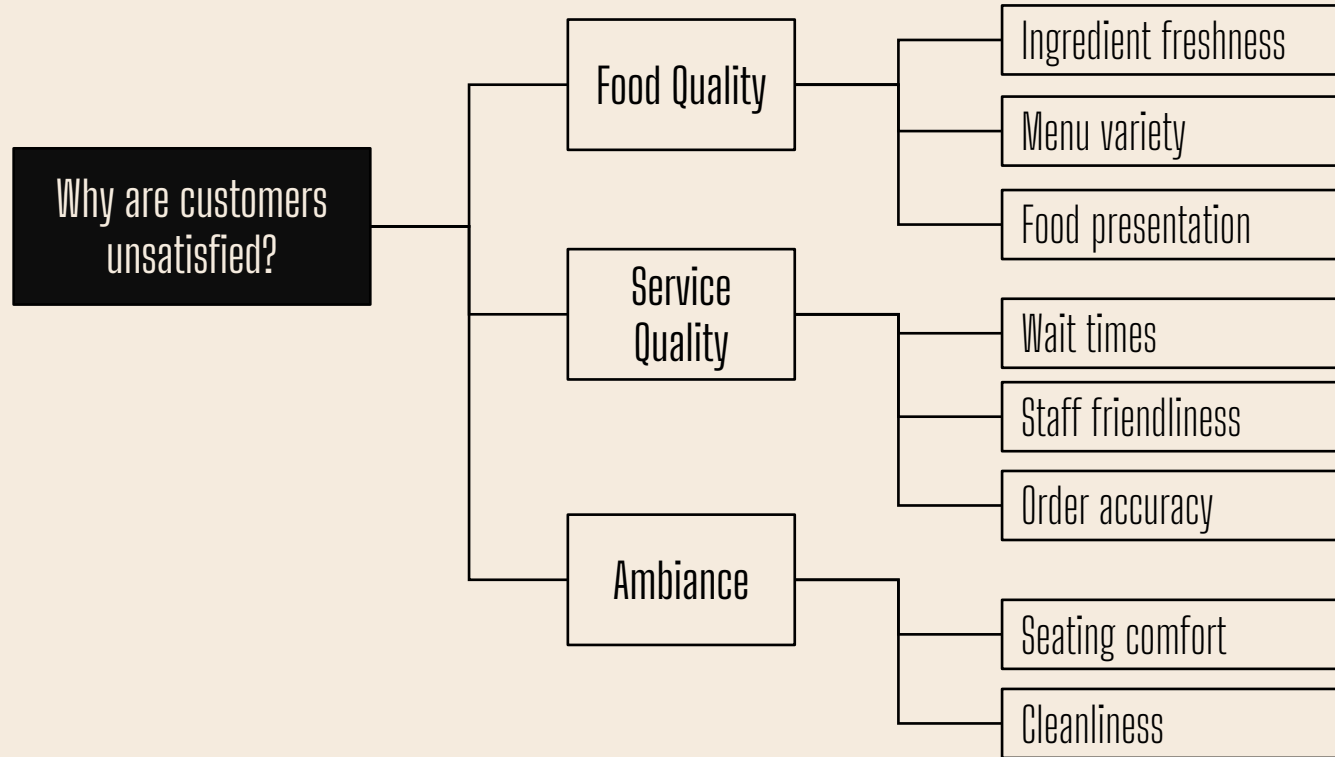 Why are customers
unsatisfied?
Food Quality
Ingredient freshness
Menu variety
Food presentation
Service
Quality
Wait times
Staff friendliness
Order accuracy
Ambiance
Seating comfort
Cleanliness